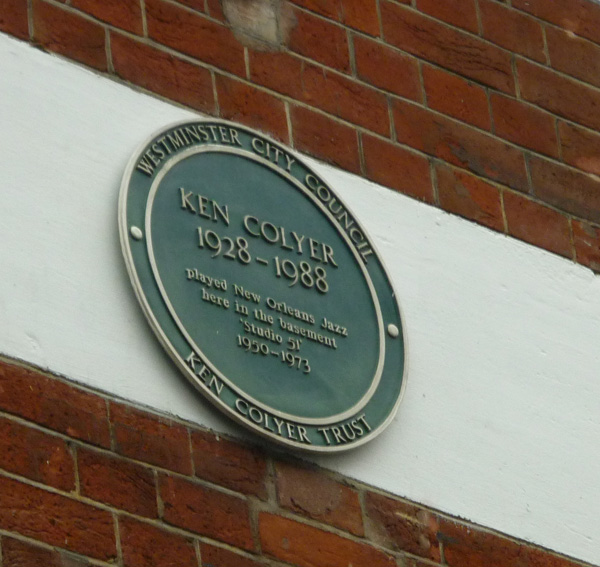 WESTMINSTER CITY COUNCIL
KEN COLYER
1928-1988
played New Orleans Jazz
here in the basement
'Studio 51'
1950-1973
KEN COLYER TRUST